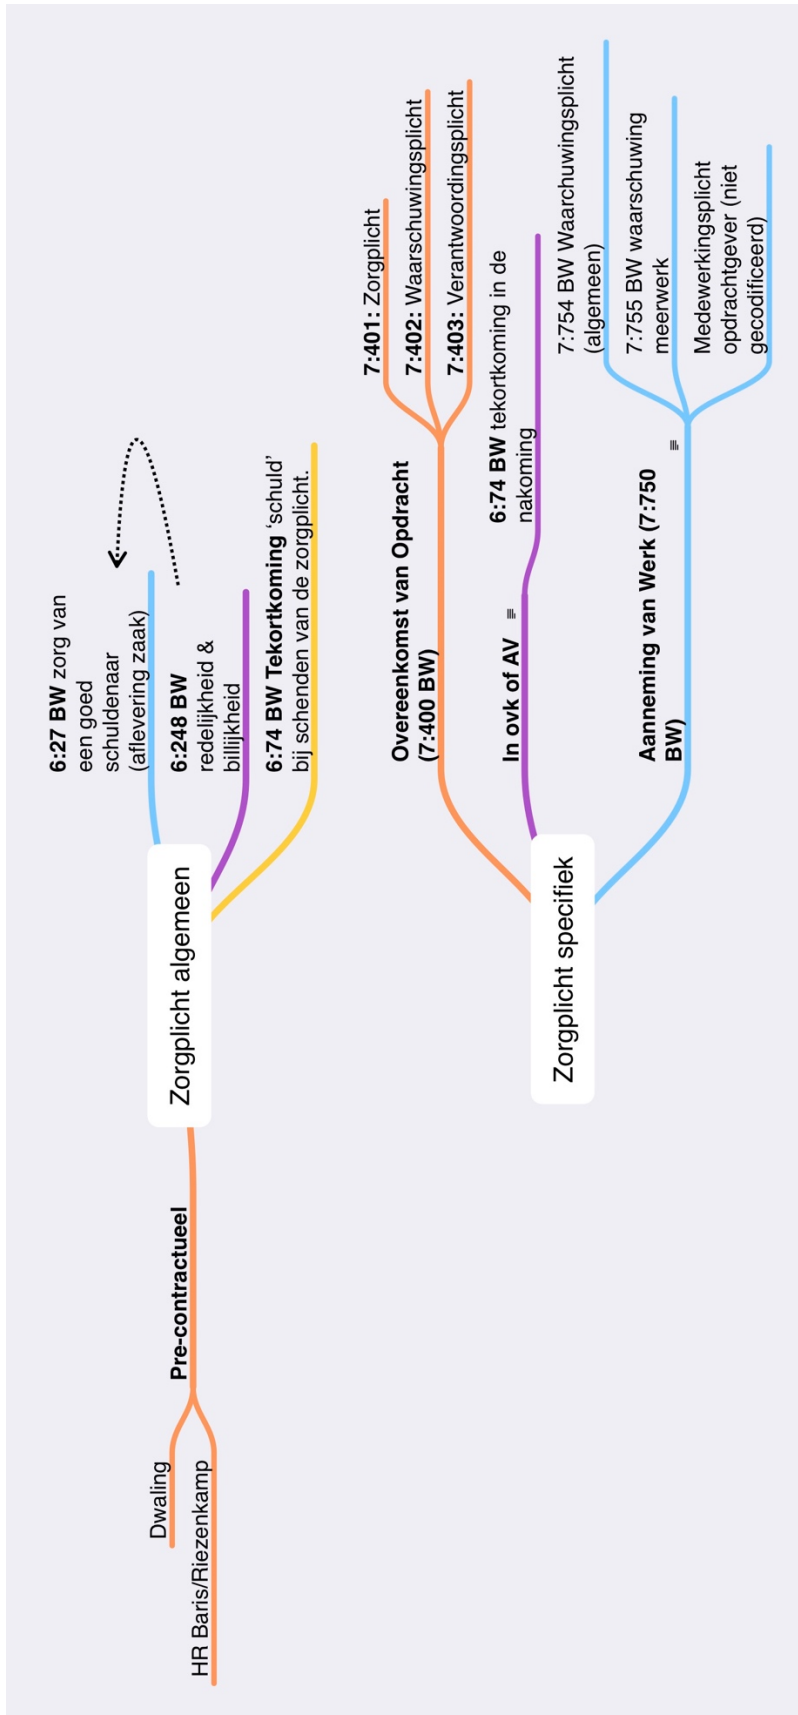 Dwaling
HR Baris/Riezenkamp
Pre-contractueel
Zorgplicht algemeen
6:27 BW zorg van
een goed
schuldenaar
(aflevering zaak)
6:248 BW
redelijkheid &
billijkheid
6:74 BW Tekortkoming ‘schuld’
bij schenden van de zorgplicht.
Zorgplicht specifiek
Overeenkomst van Opdracht
(7:400 BW)
7:401: Zorgplicht
7:402: Waarschuwingsplicht
7:403: Verantwoordingsplicht
In ovk of AV
6:74 BW tekortkoming in de
nakoming
Aanneming van Werk (7:750
BW)
7:754 BW Waarchuwingsplicht
(algemeen)
7:755 BW waarschuwing
meerwerk
Medewerkingsplicht
opdrachtgever (niet
gecodificeerd)